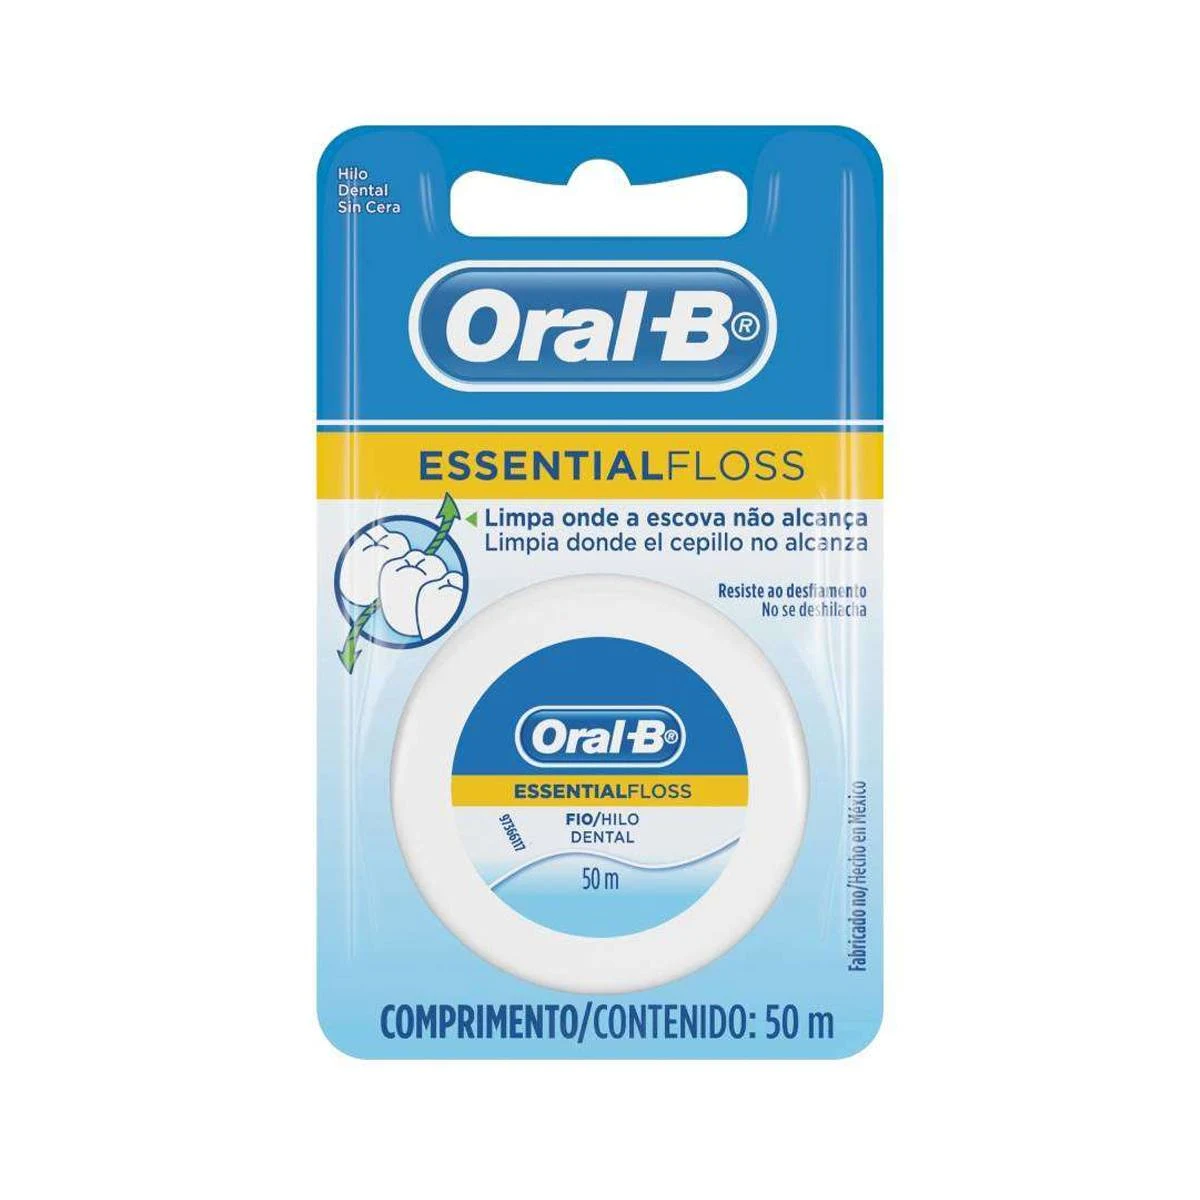 Hilo
Dental
Sin Cera
Oral-B®
ESSENTIALFLOSS
Limpa onde a escova não alcança
Limpia donde el cepillo no alcanza
Resiste ao desfiamento
No se deshilacha
Oral-B®
ESSENTIALFLOSS
FIO/HILO
DENTAL
97366117
50 m
Fabricado no/Hecho en México
COMPRIMENTO/CONTENIDO: 50 m